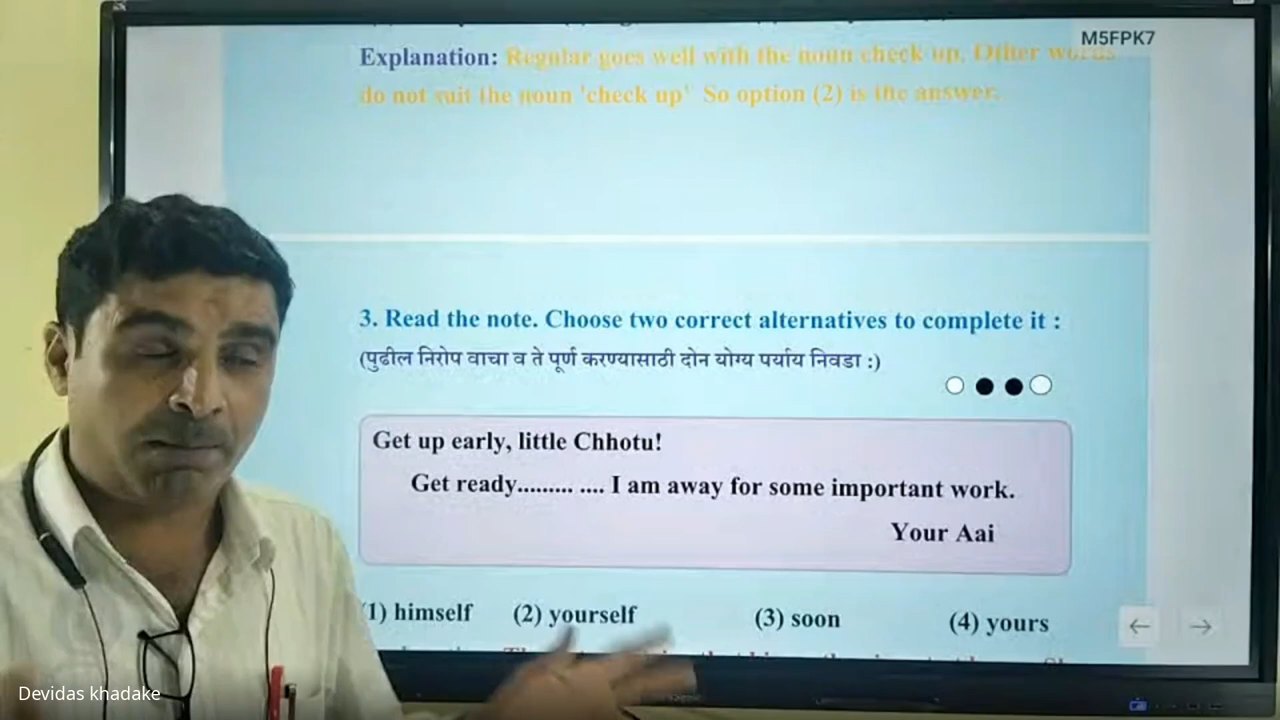 M5FPK7
Explanation: Regular goes well with the noun check up. Other words
do not suit the noun 'check up' So option (2) is the answer.
3. Read the note. Choose two correct alternatives to complete it :
(पुढील निरोप वाचा व ते पूर्ण करण्यासाठी दोन योग्य पर्याय निवडा :)
Get up early, little Chhotu!
Get ready......... .... I am away for some important work.
Your Aai
(1) himself (2) yourself (3) soon (4) yours
Devidas khadake